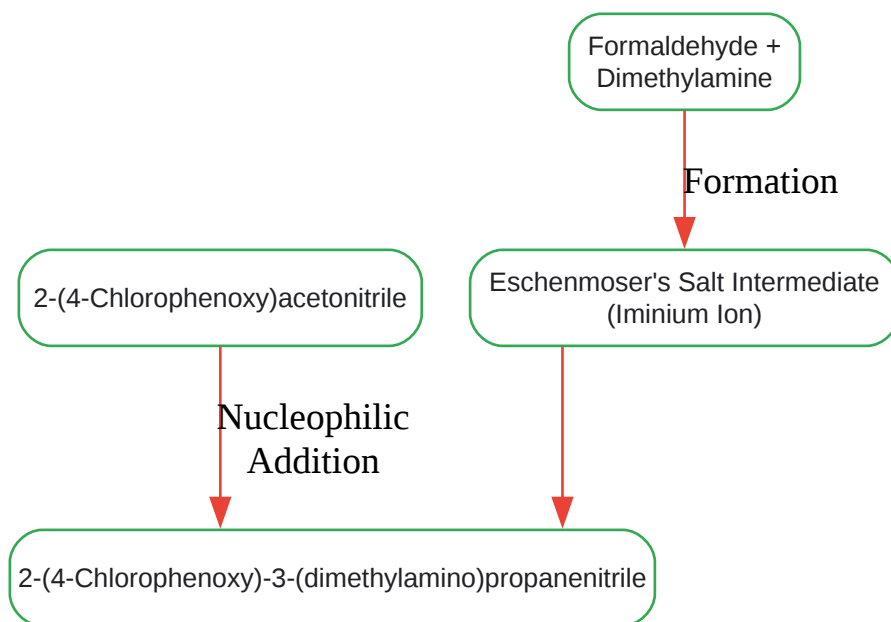 Formaldehyde +
Dimethylamine
Formation
2-(4-Chlorophenoxy)acetonitrile
Eschenmoser's Salt Intermediate
(Iminium Ion)
Nucleophilic
Addition
2-(4-Chlorophenoxy)-3-(dimethylamino)propanenitrile